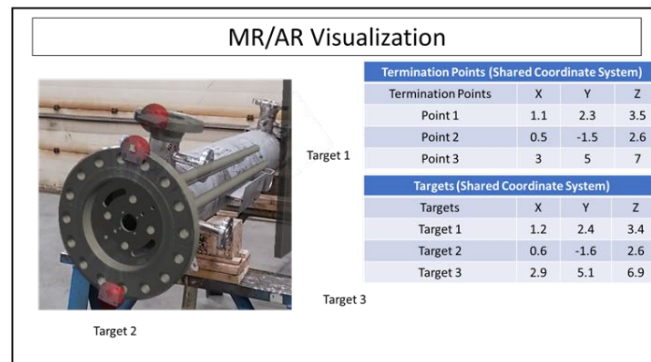 MR/AR Visualization
Termination Points (Shared Coordinate System)
Termination Points X Y Z
Point 1 1.1 2.3 3.5
Point 2 0.5 -1.5 2.6
Point 3 3 5 7
Target 1
Targets (Shared Coordinate System)
Targets X Y Z
Target 1 1.2 2.4 3.4
Target 2 0.6 -1.6 2.6
Target 3 2.9 5.1 6.9
Target 3
Target 2